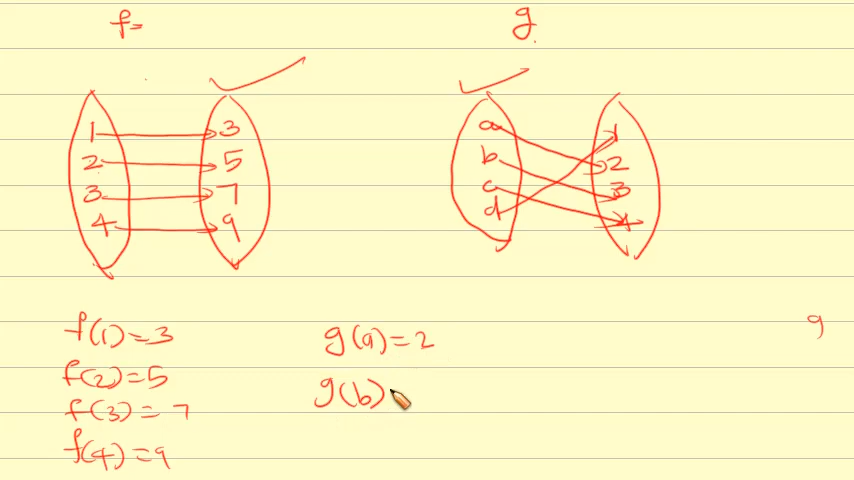 f= g
1 3 a 1
2 5 b 2
3 7 c 3
4 9 d 4
f(1)=3 g(a)=2 9
f(2)=5 g(b)
f(3)=7
f(4)=9